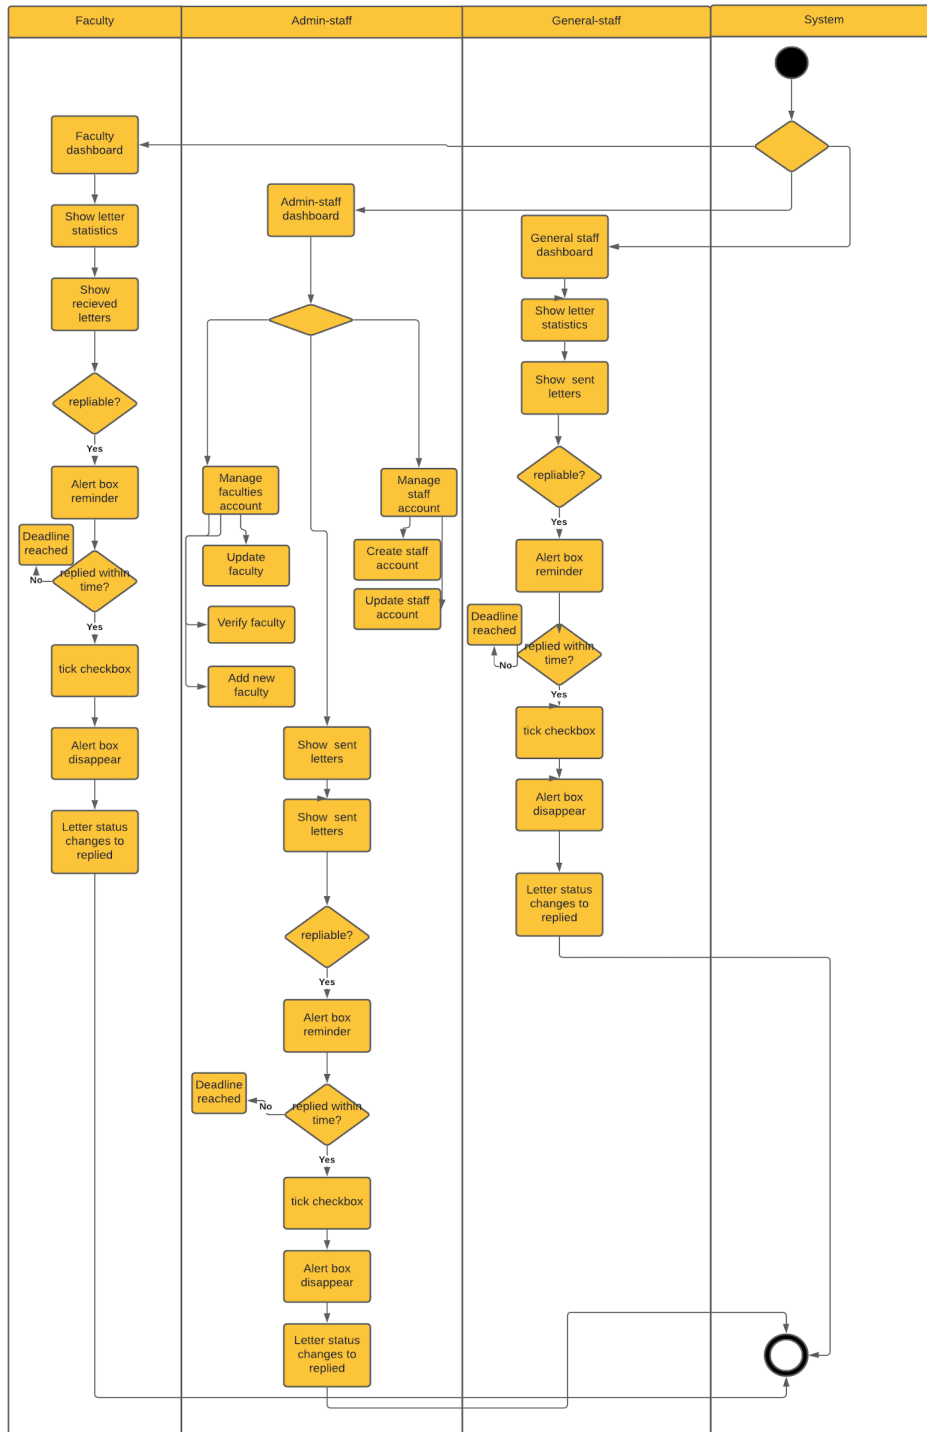 Faculty
Admin-staff
General-staff
System
Faculty
dashboard
Show letter
statistics
Show
recieved
letters
repliable?
Yes
Alert box
reminder
Deadline
reached
No
replied within
time?
Yes
tick checkbox
Alert box
disappear
Letter status
changes to
replied
Admin-staff
dashboard
Manage
faculties
account
Update
faculty
Verify faculty
Add new
faculty
Manage
staff
account
Create staff
account
Update staff
account
Show sent
letters
Show sent
letters
repliable?
Yes
Alert box
reminder
Deadline
reached
No
replied within
time?
Yes
tick checkbox
Alert box
disappear
Letter status
changes to
replied
General staff
dashboard
Show letter
statistics
Show sent
letters
repliable?
Yes
Alert box
reminder
Deadline
reached
No
replied within
time?
Yes
tick checkbox
Alert box
disappear
Letter status
changes to
replied